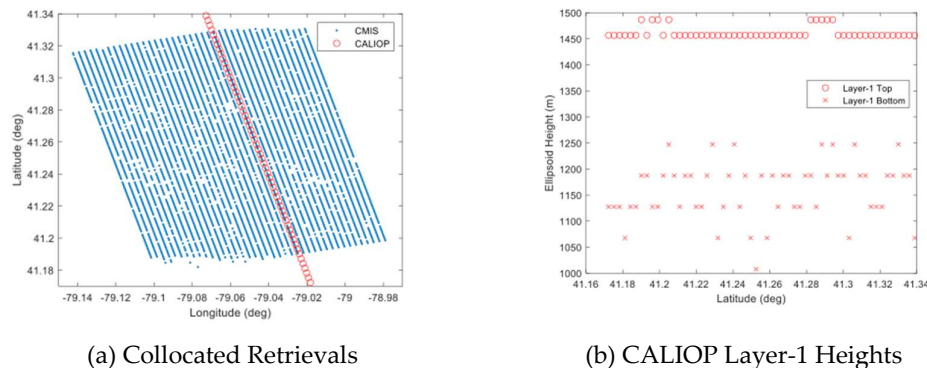 41.34
41.32
41.3
41.28
41.26
41.24
41.22
41.2
41.18
Latitude (deg)
CMIS
CALIOP
-79.14 -79.12 -79.1 -79.08 -79.06 -79.04 -79.02 -79 -78.98
Longitude (deg)
(a) Collocated Retrievals
1500
1450
1400
1350
1300
1250
1200
1150
1100
1050
1000
Ellipsoid Height (m)
Layer-1 Top
Layer-1 Bottom
41.16 41.18 41.2 41.22 41.24 41.26 41.28 41.3 41.32 41.34
Latitude (deg)
(b) CALIOP Layer-1 Heights